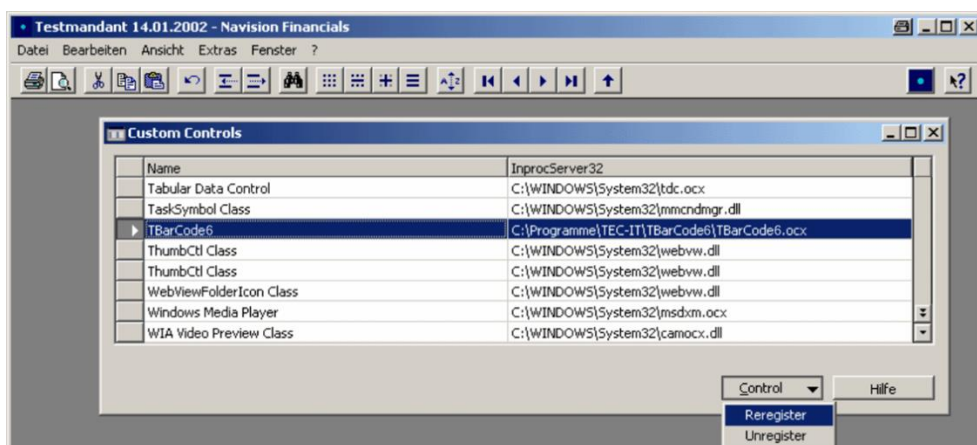 Testmandant 14.01.2002 - Navision Financials
Datei Bearbeiten Ansicht Extras Fenster ?
Custom Controls
Name InprocServer32
Tabular Data Control C:\WINDOWS\System32\tdc.ocx
TaskSymbol Class C:\WINDOWS\System32\mmcndmgr.dll
TBarCode6 C:\Programme\TEC-IT\TBarCode6\TBarCode6.ocx
ThumbCtl Class C:\WINDOWS\System32\webvw.dll
ThumbCtl Class C:\WINDOWS\System32\webvw.dll
WebViewFolderIcon Class C:\WINDOWS\System32\webvw.dll
Windows Media Player C:\WINDOWS\System32\msdxm.ocx
WIA Video Preview Class C:\WINDOWS\System32\camocx.dll
Control Hilfe
Reregister
Unregister